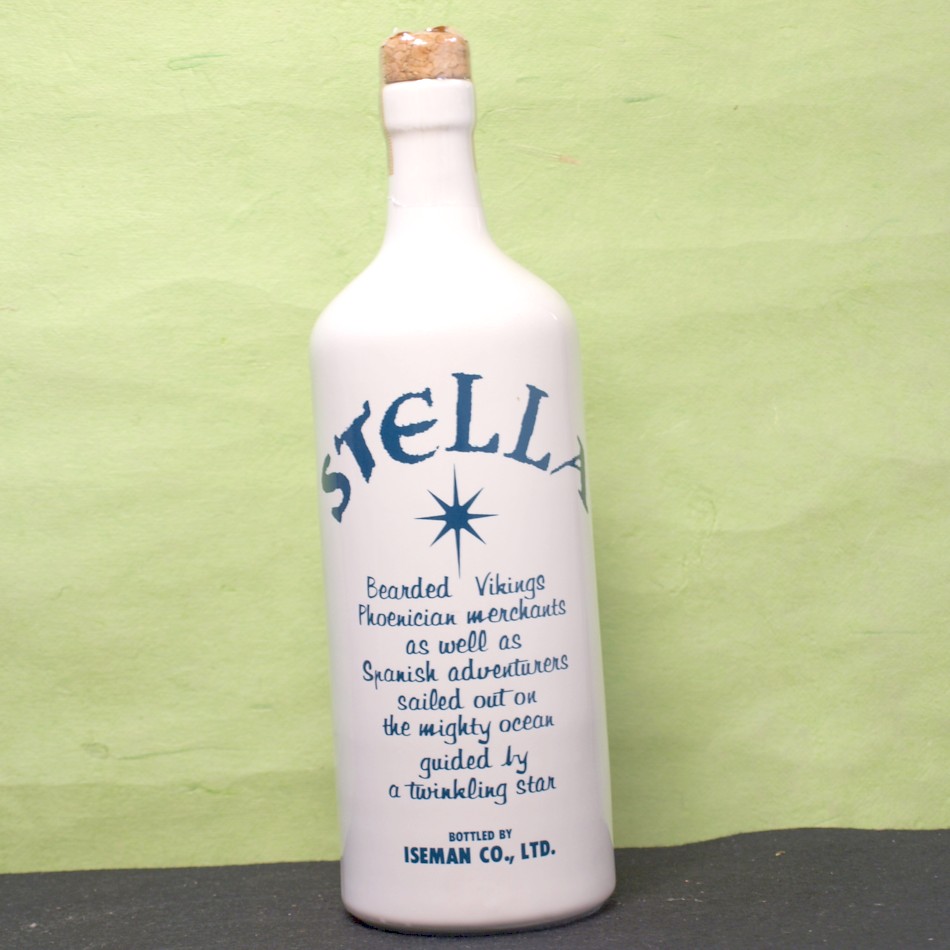 STELLA
Bearded Vikings
Phoenician merchants
as well as
Spanish adventurers
sailed out on
the mighty ocean
guided by
a twinkling star
BOTTLED BY
ISEMAN CO., LTD.